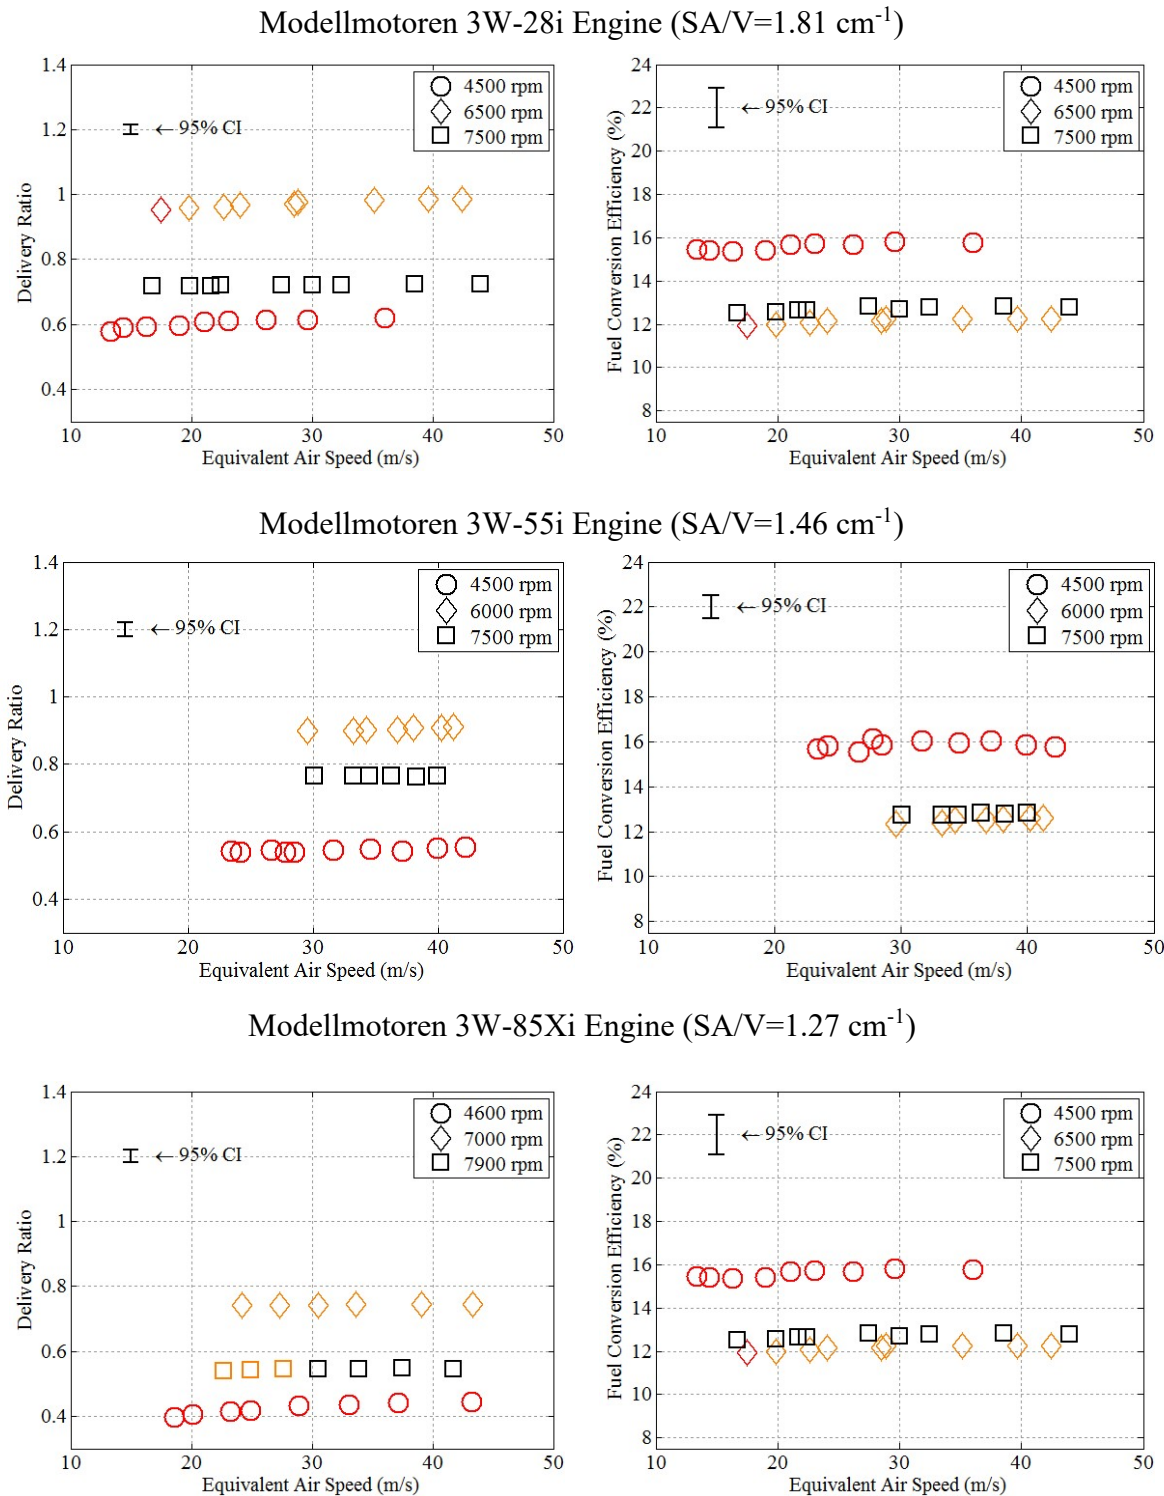 Modellmotoren 3W-28i Engine (SA/V=1.81 cm⁻¹)
1.4
1.2
1
0.8
0.6
0.4
10 20 30 40 50
Delivery Ratio
Equivalent Air Speed (m/s)
← 95% CI
4500 rpm
6500 rpm
7500 rpm
24
22
20
18
16
14
12
10
8
10 20 30 40 50
Fuel Conversion Efficiency (%)
Equivalent Air Speed (m/s)
← 95% CI
4500 rpm
6500 rpm
7500 rpm
Modellmotoren 3W-55i Engine (SA/V=1.46 cm⁻¹)
1.4
1.2
1
0.8
0.6
0.4
10 20 30 40 50
Delivery Ratio
Equivalent Air Speed (m/s)
← 95% CI
4500 rpm
6000 rpm
7500 rpm
24
22
20
18
16
14
12
10
8
10 20 30 40 50
Fuel Conversion Efficiency (%)
Equivalent Air Speed (m/s)
← 95% CI
4500 rpm
6000 rpm
7500 rpm
Modellmotoren 3W-85Xi Engine (SA/V=1.27 cm⁻¹)
1.4
1.2
1
0.8
0.6
0.4
10 20 30 40 50
Delivery Ratio
Equivalent Air Speed (m/s)
← 95% CI
4600 rpm
7000 rpm
7900 rpm
24
22
20
18
16
14
12
10
8
10 20 30 40 50
Fuel Conversion Efficiency (%)
Equivalent Air Speed (m/s)
← 95% CI
4500 rpm
6500 rpm
7500 rpm